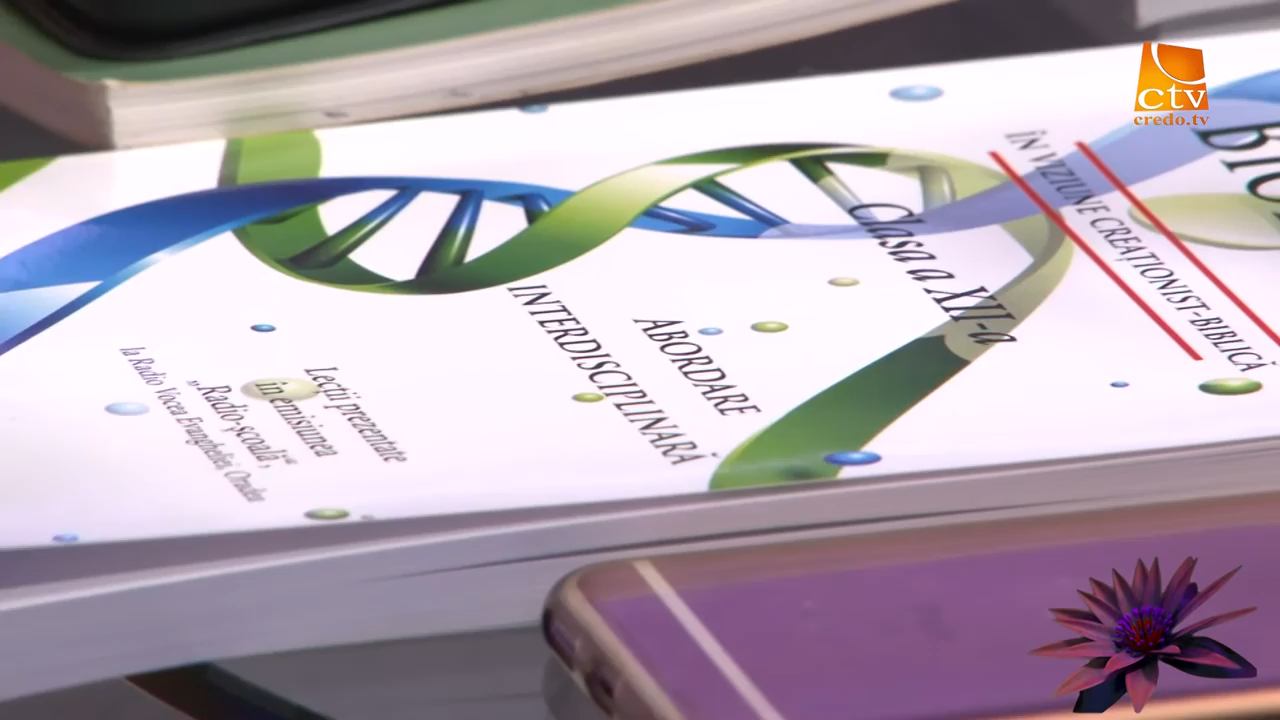 ctv
credo.tv
ÎN VIZIUNE CREAȚIONIST-BIBLICĂ
Clasa a XII-a
ABORDARE
INTERDISCIPLINARĂ
Lecții prezentate
în emisiunea
„Radio-școală”,
la Radio Vocea Evangheliei, Oradea